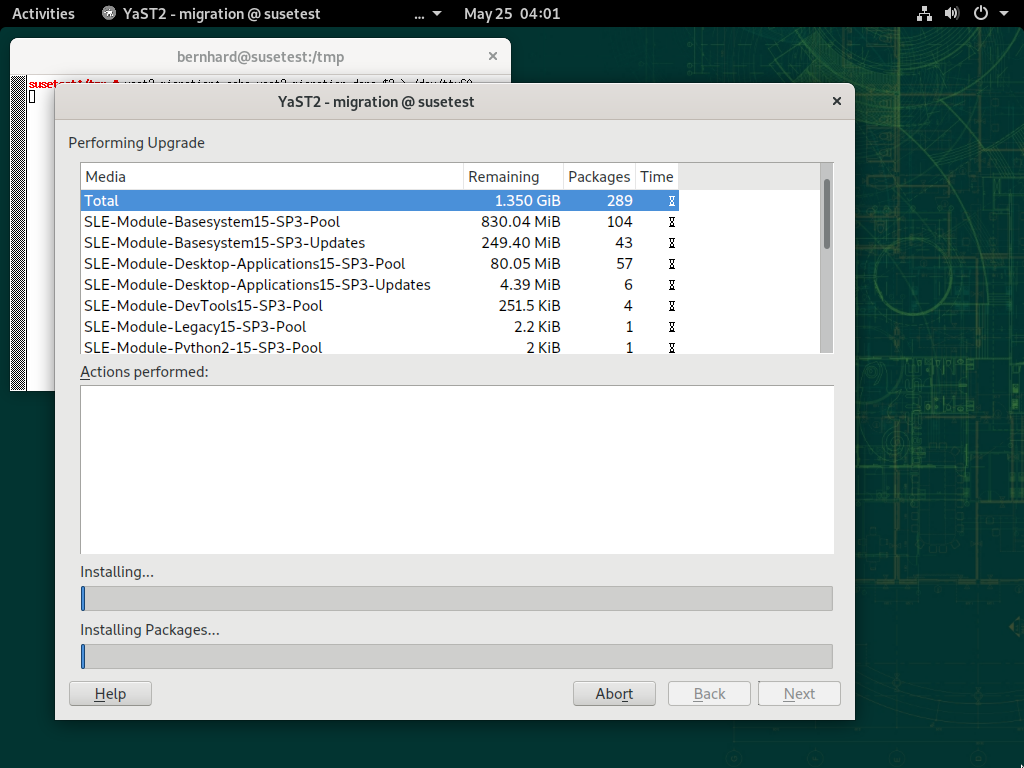 Activities YaST2 - migration @ susetest ... May 25 04:01
bernhard@susetest:/tmp ×
susetest:/tmp #
YaST2 - migration @ susetest ×
Performing Upgrade
Media Remaining Packages Time
Total 1.350 GiB 289
SLE-Module-Basesystem15-SP3-Pool 830.04 MiB 104
SLE-Module-Basesystem15-SP3-Updates 249.40 MiB 43
SLE-Module-Desktop-Applications15-SP3-Pool 80.05 MiB 57
SLE-Module-Desktop-Applications15-SP3-Updates 4.39 MiB 6
SLE-Module-DevTools15-SP3-Pool 251.5 KiB 4
SLE-Module-Legacy15-SP3-Pool 2.2 KiB 1
SLE-Module-Python2-15-SP3-Pool 2 KiB 1
Actions performed:
Installing...
Installing Packages...
Help Abort Back Next